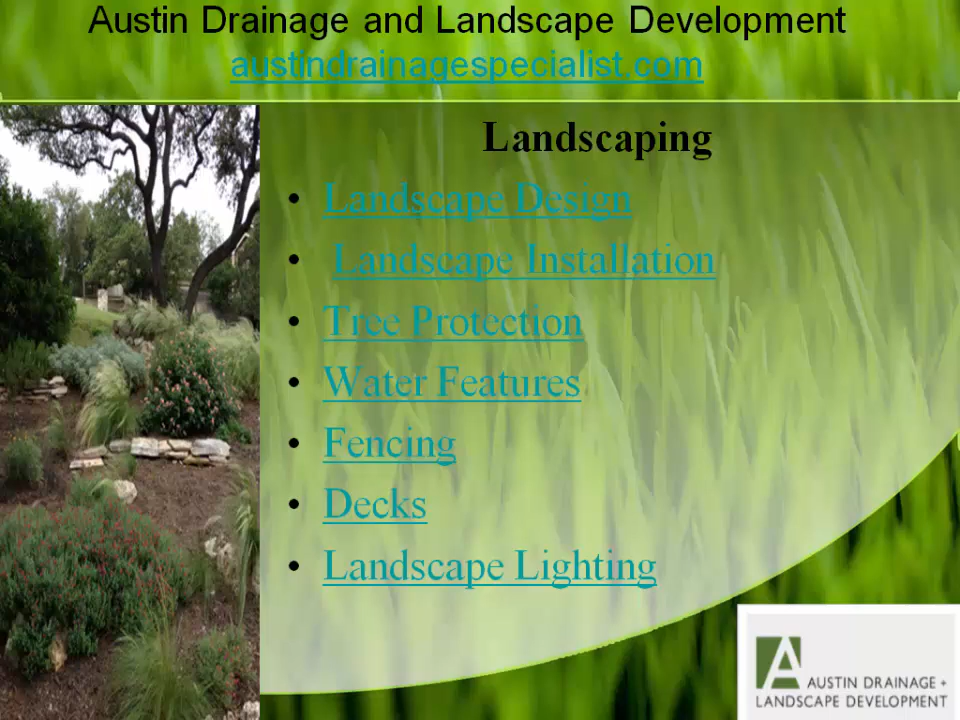 Austin Drainage and Landscape Development
austindrainagespecialist.com
Landscaping
• Landscape Design
• Landscape Installation
• Tree Protection
• Water Features
• Fencing
• Decks
• Landscape Lighting
AUSTIN DRAINAGE +
LANDSCAPE DEVELOPMENT